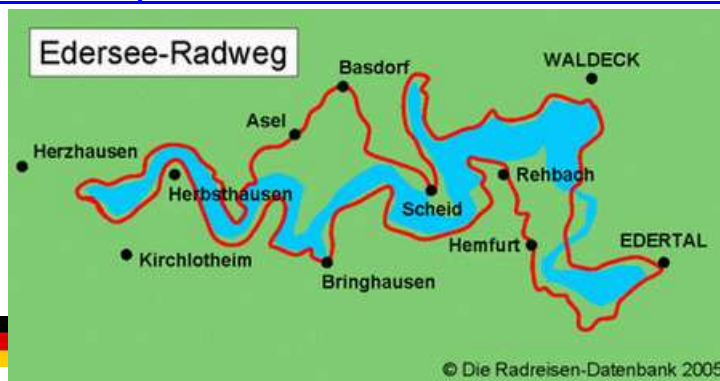 Edersee-Radweg
Basdorf
WALDECK
Asel
Herzhausen
Herbsthausen
Rehbach
Scheid
Hemfurt
EDERTAL
Kirchlotheim
Bringhausen
© Die Radreisen-Datenbank 2005